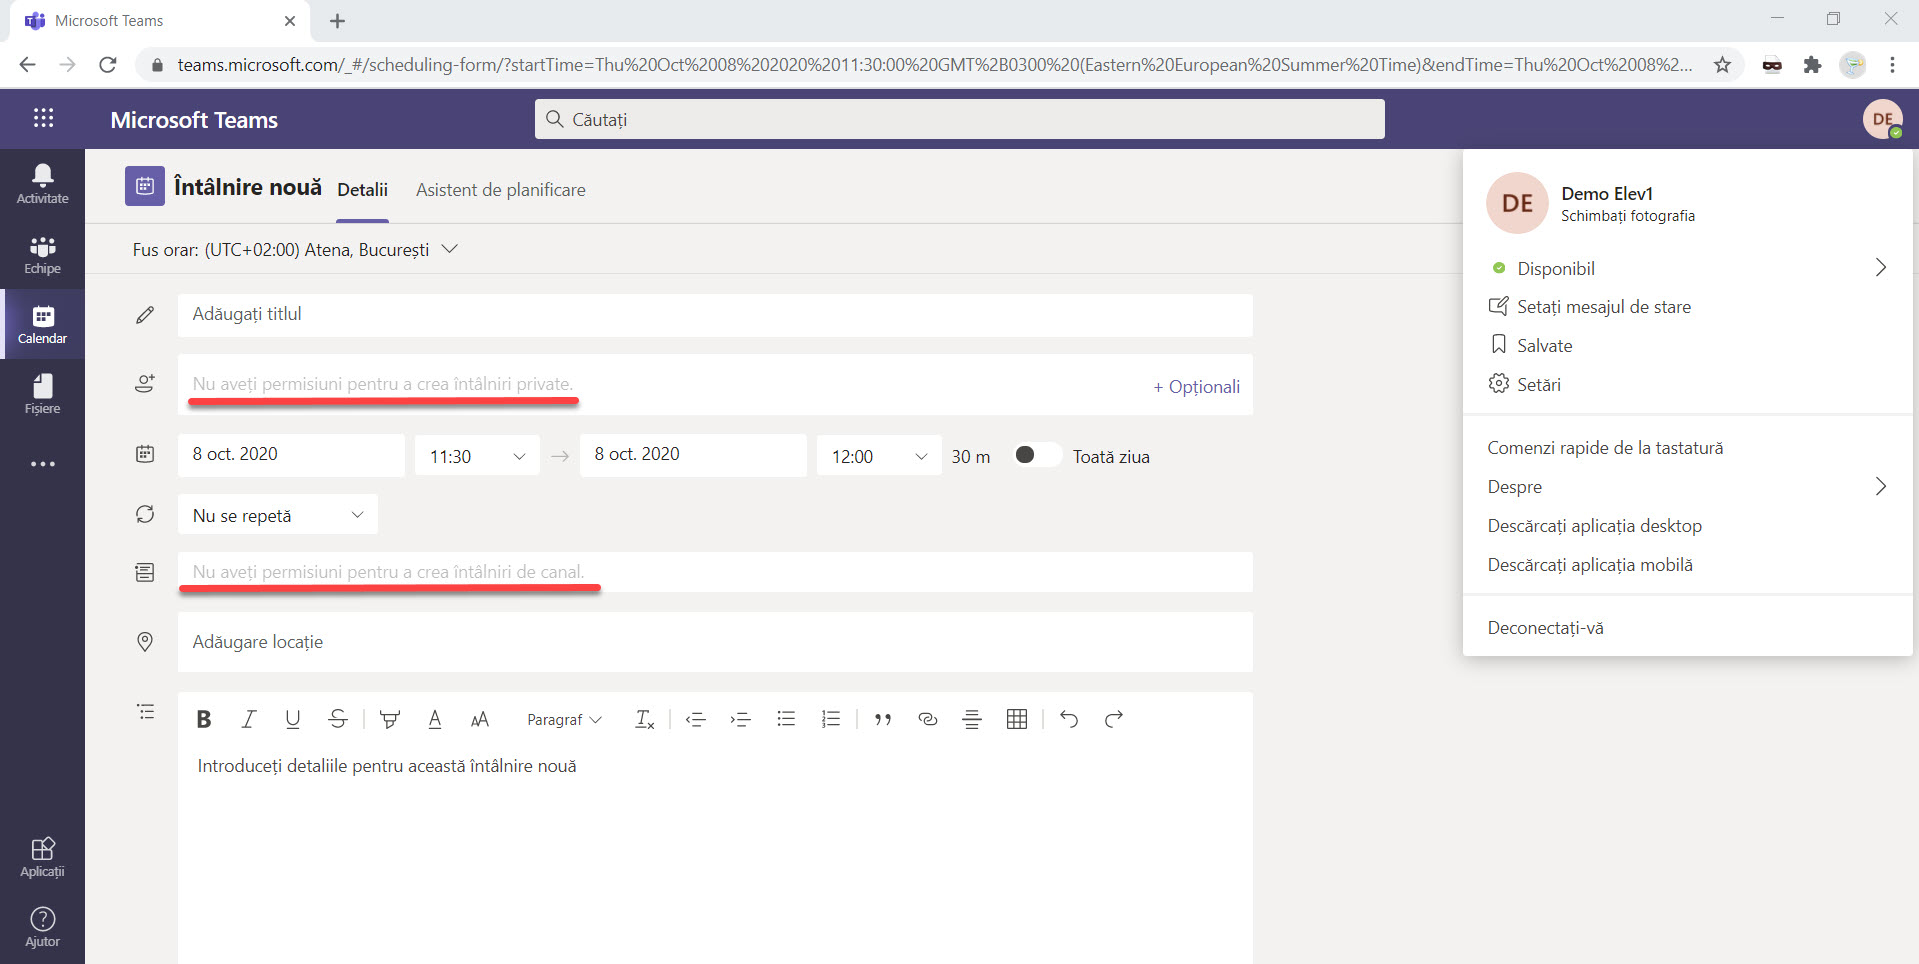 Microsoft Teams
teams.microsoft.com/_#/scheduling-form/?startTime=Thu%20Oct%2008%202020%2011:30:00%20GMT%2B0300%20(Eastern%20European%20Summer%20Time)&endTime=Thu%20Oct%2008%2...
Microsoft Teams
Căutați
DE
Activitate
Echipe
Calendar
Fișiere
Aplicații
Ajutor
Întâlnire nouă
Detalii
Asistent de planificare
Fus orar: (UTC+02:00) Atena, București
Adăugați titlul
Nu aveți permisiuni pentru a crea întâlniri private.
+ Opționali
8 oct. 2020
11:30
8 oct. 2020
12:00
30 m
Toată ziua
Nu se repetă
Nu aveți permisiuni pentru a crea întâlniri de canal.
Adăugare locație
B I U S A AA Paragraf Tx
Introduceți detaliile pentru această întâlnire nouă
DE
Demo Elev1
Schimbați fotografia
Disponibil
Setați mesajul de stare
Salvate
Setări
Comenzi rapide de la tastatură
Despre
Descărcați aplicația desktop
Descărcați aplicația mobilă
Deconectați-vă